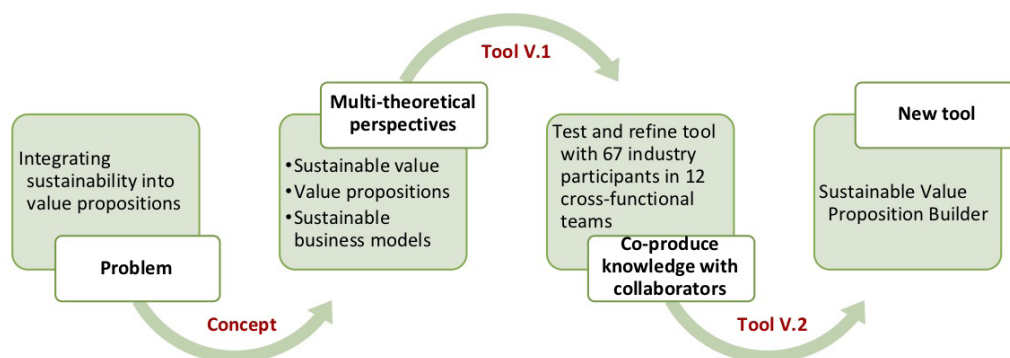 Integrating
sustainability into
value propositions
Problem
Concept
Multi-theoretical
perspectives
•Sustainable value
•Value propositions
•Sustainable
business models
Tool V.1
Test and refine tool
with 67 industry
participants in 12
cross-functional
teams
Co-produce
knowledge with
collaborators
Tool V.2
New tool
Sustainable Value
Proposition Builder